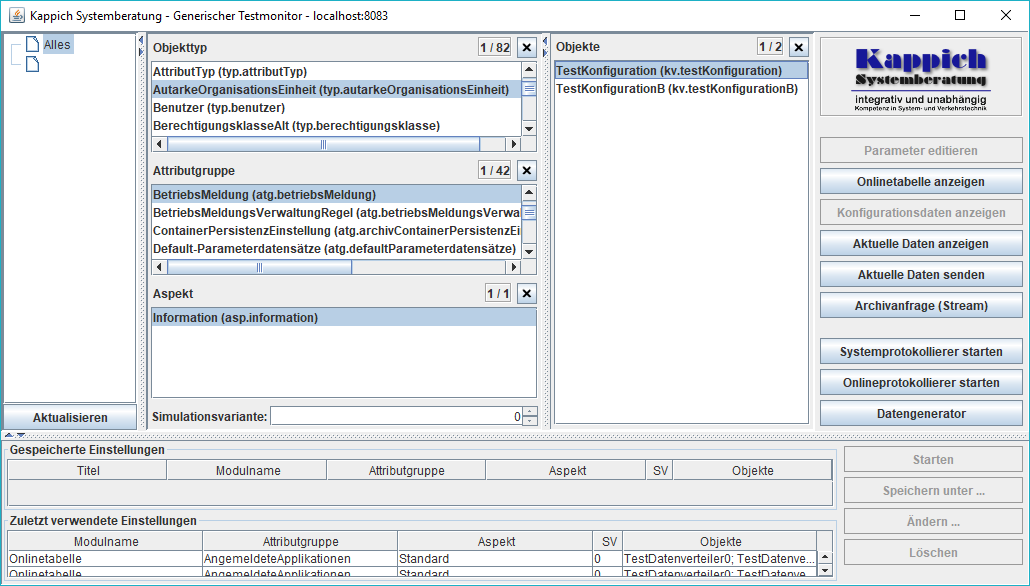 Kappich Systemberatung - Generischer Testmonitor - localhost:8083
Alles
Aktualisieren
Objekttyp 1 / 82
AttributTyp (typ.attributTyp)
AutarkeOrganisationsEinheit (typ.autarkeOrganisationsEinheit)
Benutzer (typ.benutzer)
BerechtigungsklasseAlt (typ.berechtigungsklasse)
Attributgruppe 1 / 42
BetriebsMeldung (atg.betriebsMeldung)
BetriebsMeldungsVerwaltungRegel (atg.betriebsMeldungsVerwa
ContainerPersistenzEinstellung (atg.archivContainerPersistenzEi
Default-Parameterdatensätze (atg.defaultParameterdatensätze)
Aspekt 1 / 1
Information (asp.information)
Simulationsvariante: 0
Objekte 1 / 2
TestKonfiguration (kv.testKonfiguration)
TestKonfigurationB (kv.testKonfigurationB)
Kappich
Systemberatung
integrativ und unabhängig
Kompetenz in System- und Verkehrstechnik
Parameter editieren
Onlinetabelle anzeigen
Konfigurationsdaten anzeigen
Aktuelle Daten anzeigen
Aktuelle Daten senden
Archivanfrage (Stream)
Systemprotokollierer starten
Onlineprotokollierer starten
Datengenerator
Gespeicherte Einstellungen
Titel Modulname Attributgruppe Aspekt SV Objekte
Zuletzt verwendete Einstellungen
Modulname Attributgruppe Aspekt SV Objekte
Onlinetabelle AngemeldeteApplikationen Standard 0 TestDatenverteiler0; TestDatenve...
Onlinetabelle AngemeldeteApplikationen Standard 0 TestDatenverteiler0; TestDatenve...
Starten
Speichern unter ...
Ändern ...
Löschen